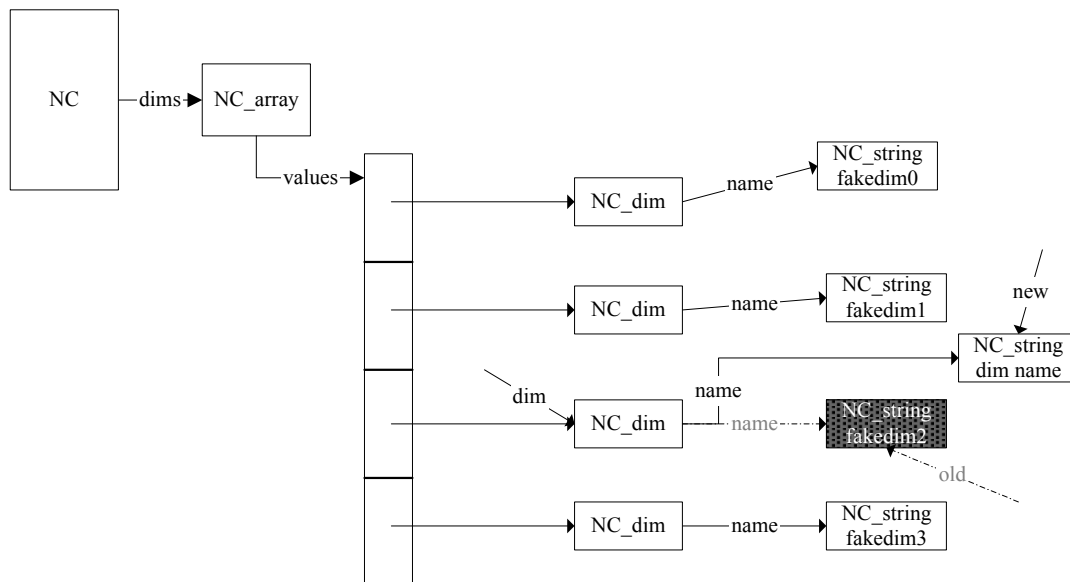 NC
dims
NC_array
values
NC_dim
name
NC_string
fakedim0
NC_dim
name
NC_string
fakedim1
new
NC_string
dim name
dim
name
NC_dim
name
NC_string
fakedim2
old
NC_dim
name
NC_string
fakedim3